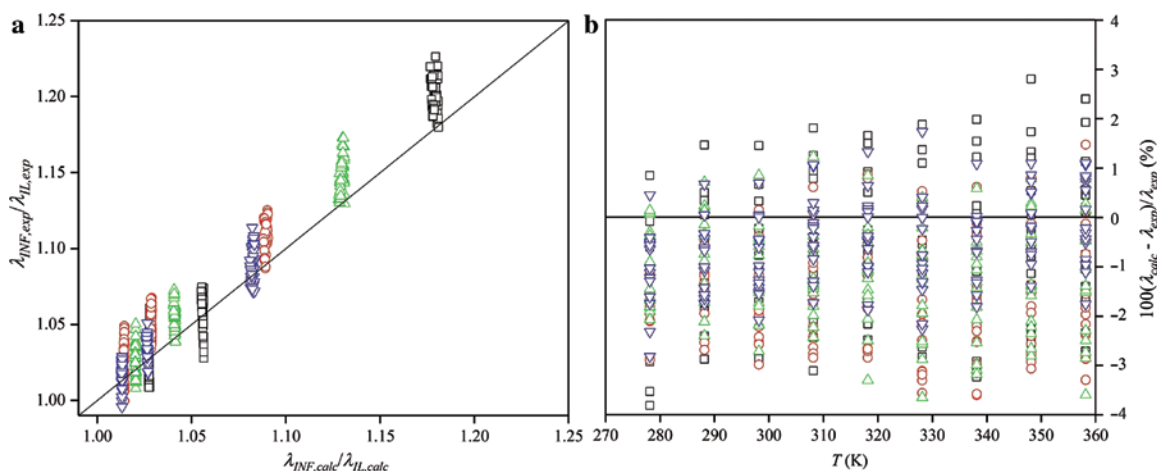 a
1.25
1.20
1.15
1.10
1.05
1.00
λINF,exp/λIL,exp
1.00 1.05 1.10 1.15 1.20 1.25
λINF,calc/λIL,calc
b
4
3
2
1
0
-1
-2
-3
-4
100(λcalc - λexp)/λexp (%)
270 280 290 300 310 320 330 340 350 360
T (K)